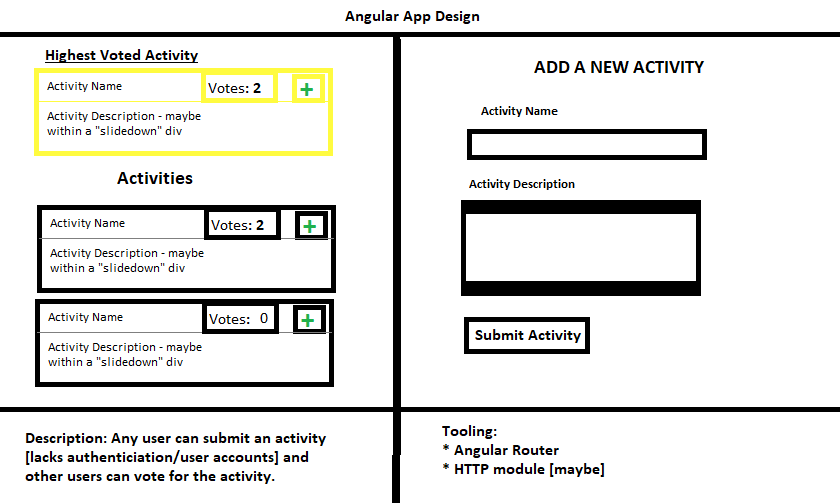 Angular App Design
Highest Voted Activity
Activity Name
Votes: 2
+
Activity Description - maybe
within a "slidedown" div
Activities
Activity Name
Votes: 2
+
Activity Description - maybe
within a "slidedown" div
Activity Name
Votes: 0
+
Activity Description - maybe
within a "slidedown" div
ADD A NEW ACTIVITY
Activity Name
Activity Description
Submit Activity
Description: Any user can submit an activity
[lacks authenticiation/user accounts] and
other users can vote for the activity.
Tooling:
* Angular Router
* HTTP module [maybe]